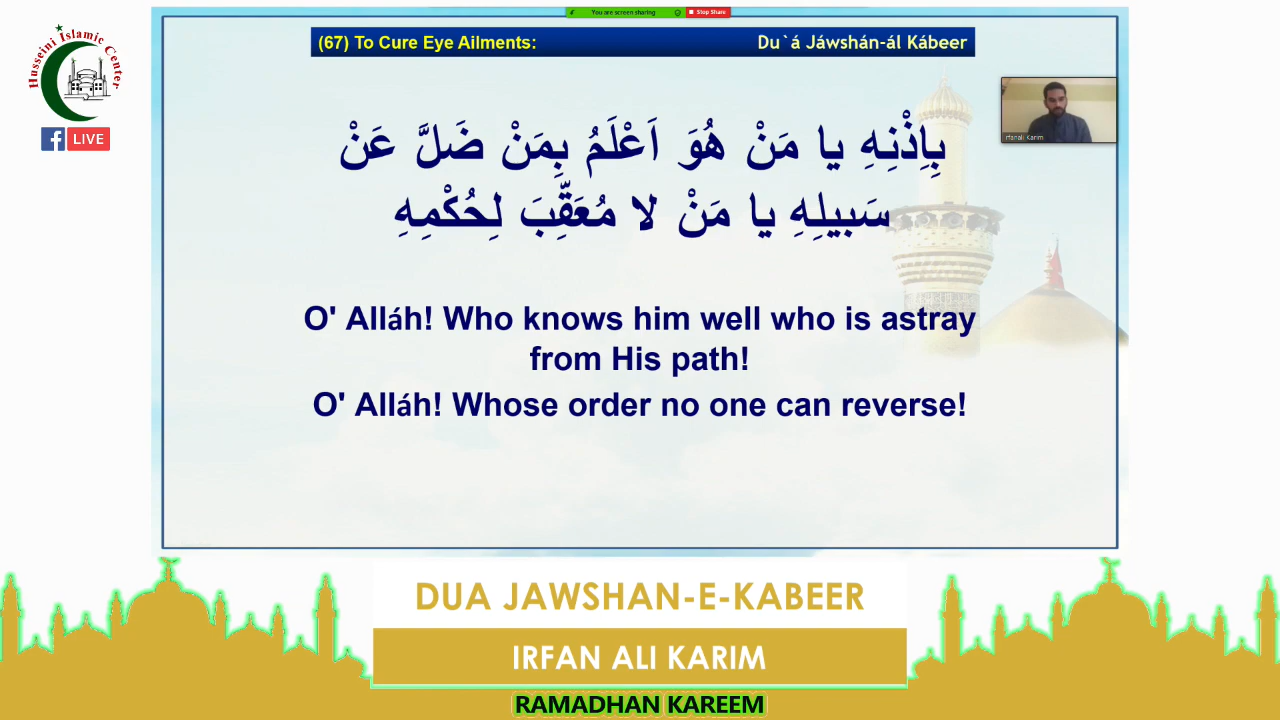 You are screen sharing
Stop Share
Husseini Islamic Center
LIVE
(67) To Cure Eye Ailments:
Du`á Jáwshán-ál Kábeer
بِاِذْنِهِ يا مَنْ هُوَ اَعْلَمُ بِمَنْ ضَلَّ عَنْ
سَبيلِهِ يا مَنْ لا مُعَقِّبَ لِحُكْمِهِ
Irfanali Karim
O' Alláh! Who knows him well who is astray
from His path!
O' Alláh! Whose order no one can reverse!
DUA JAWSHAN-E-KABEER
IRFAN ALI KARIM
RAMADHAN KAREEM